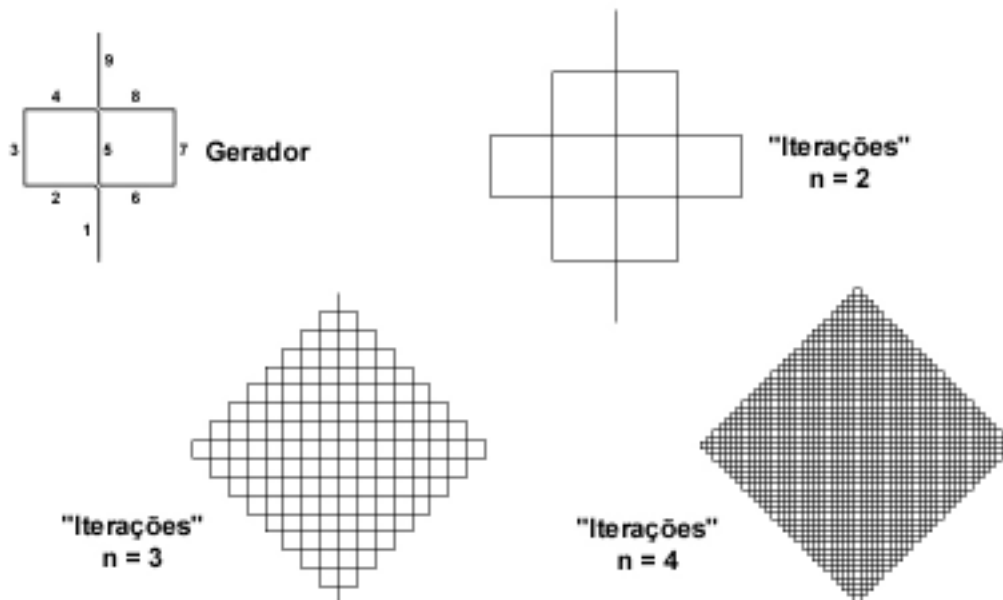 9
4 8
3 5 7 Gerador
2 6
1
"Iterações"
n = 2
"Iterações"
n = 3
"Iterações"
n = 4